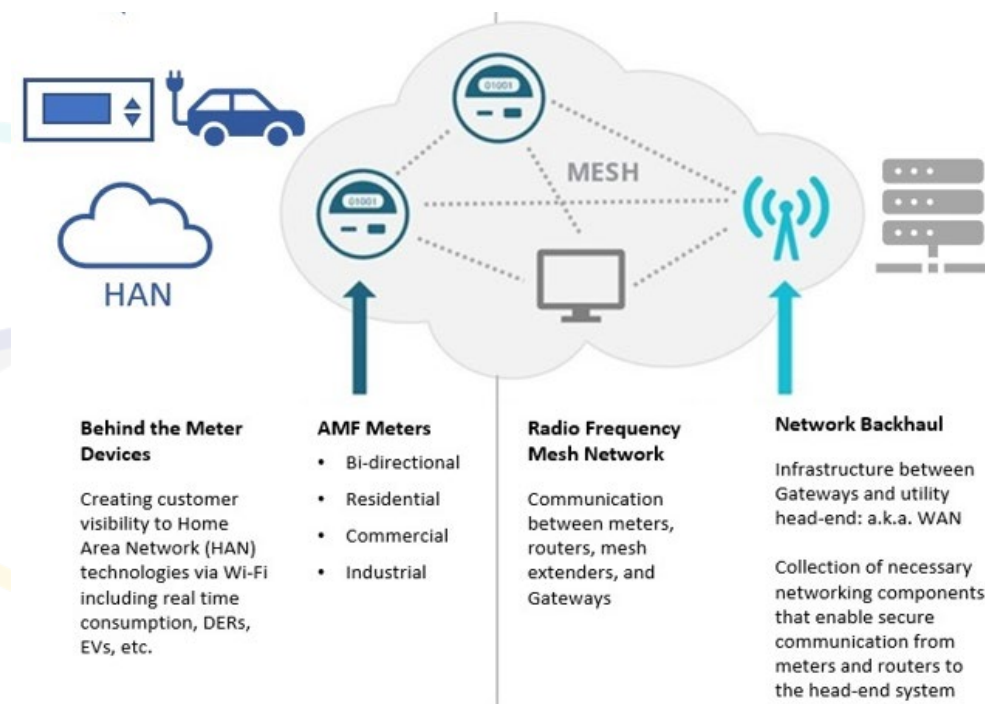 01001
MESH
01001
HAN
Behind the Meter
Devices
Creating customer
visibility to Home
Area Network (HAN)
technologies via Wi-Fi
including real time
consumption, DERs,
EVs, etc.
AMF Meters
• Bi-directional
• Residential
• Commercial
• Industrial
Radio Frequency
Mesh Network
Communication
between meters,
routers, mesh
extenders, and
Gateways
Network Backhaul
Infrastructure between
Gateways and utility
head-end: a.k.a. WAN
Collection of necessary
networking components
that enable secure
communication from
meters and routers to
the head-end system